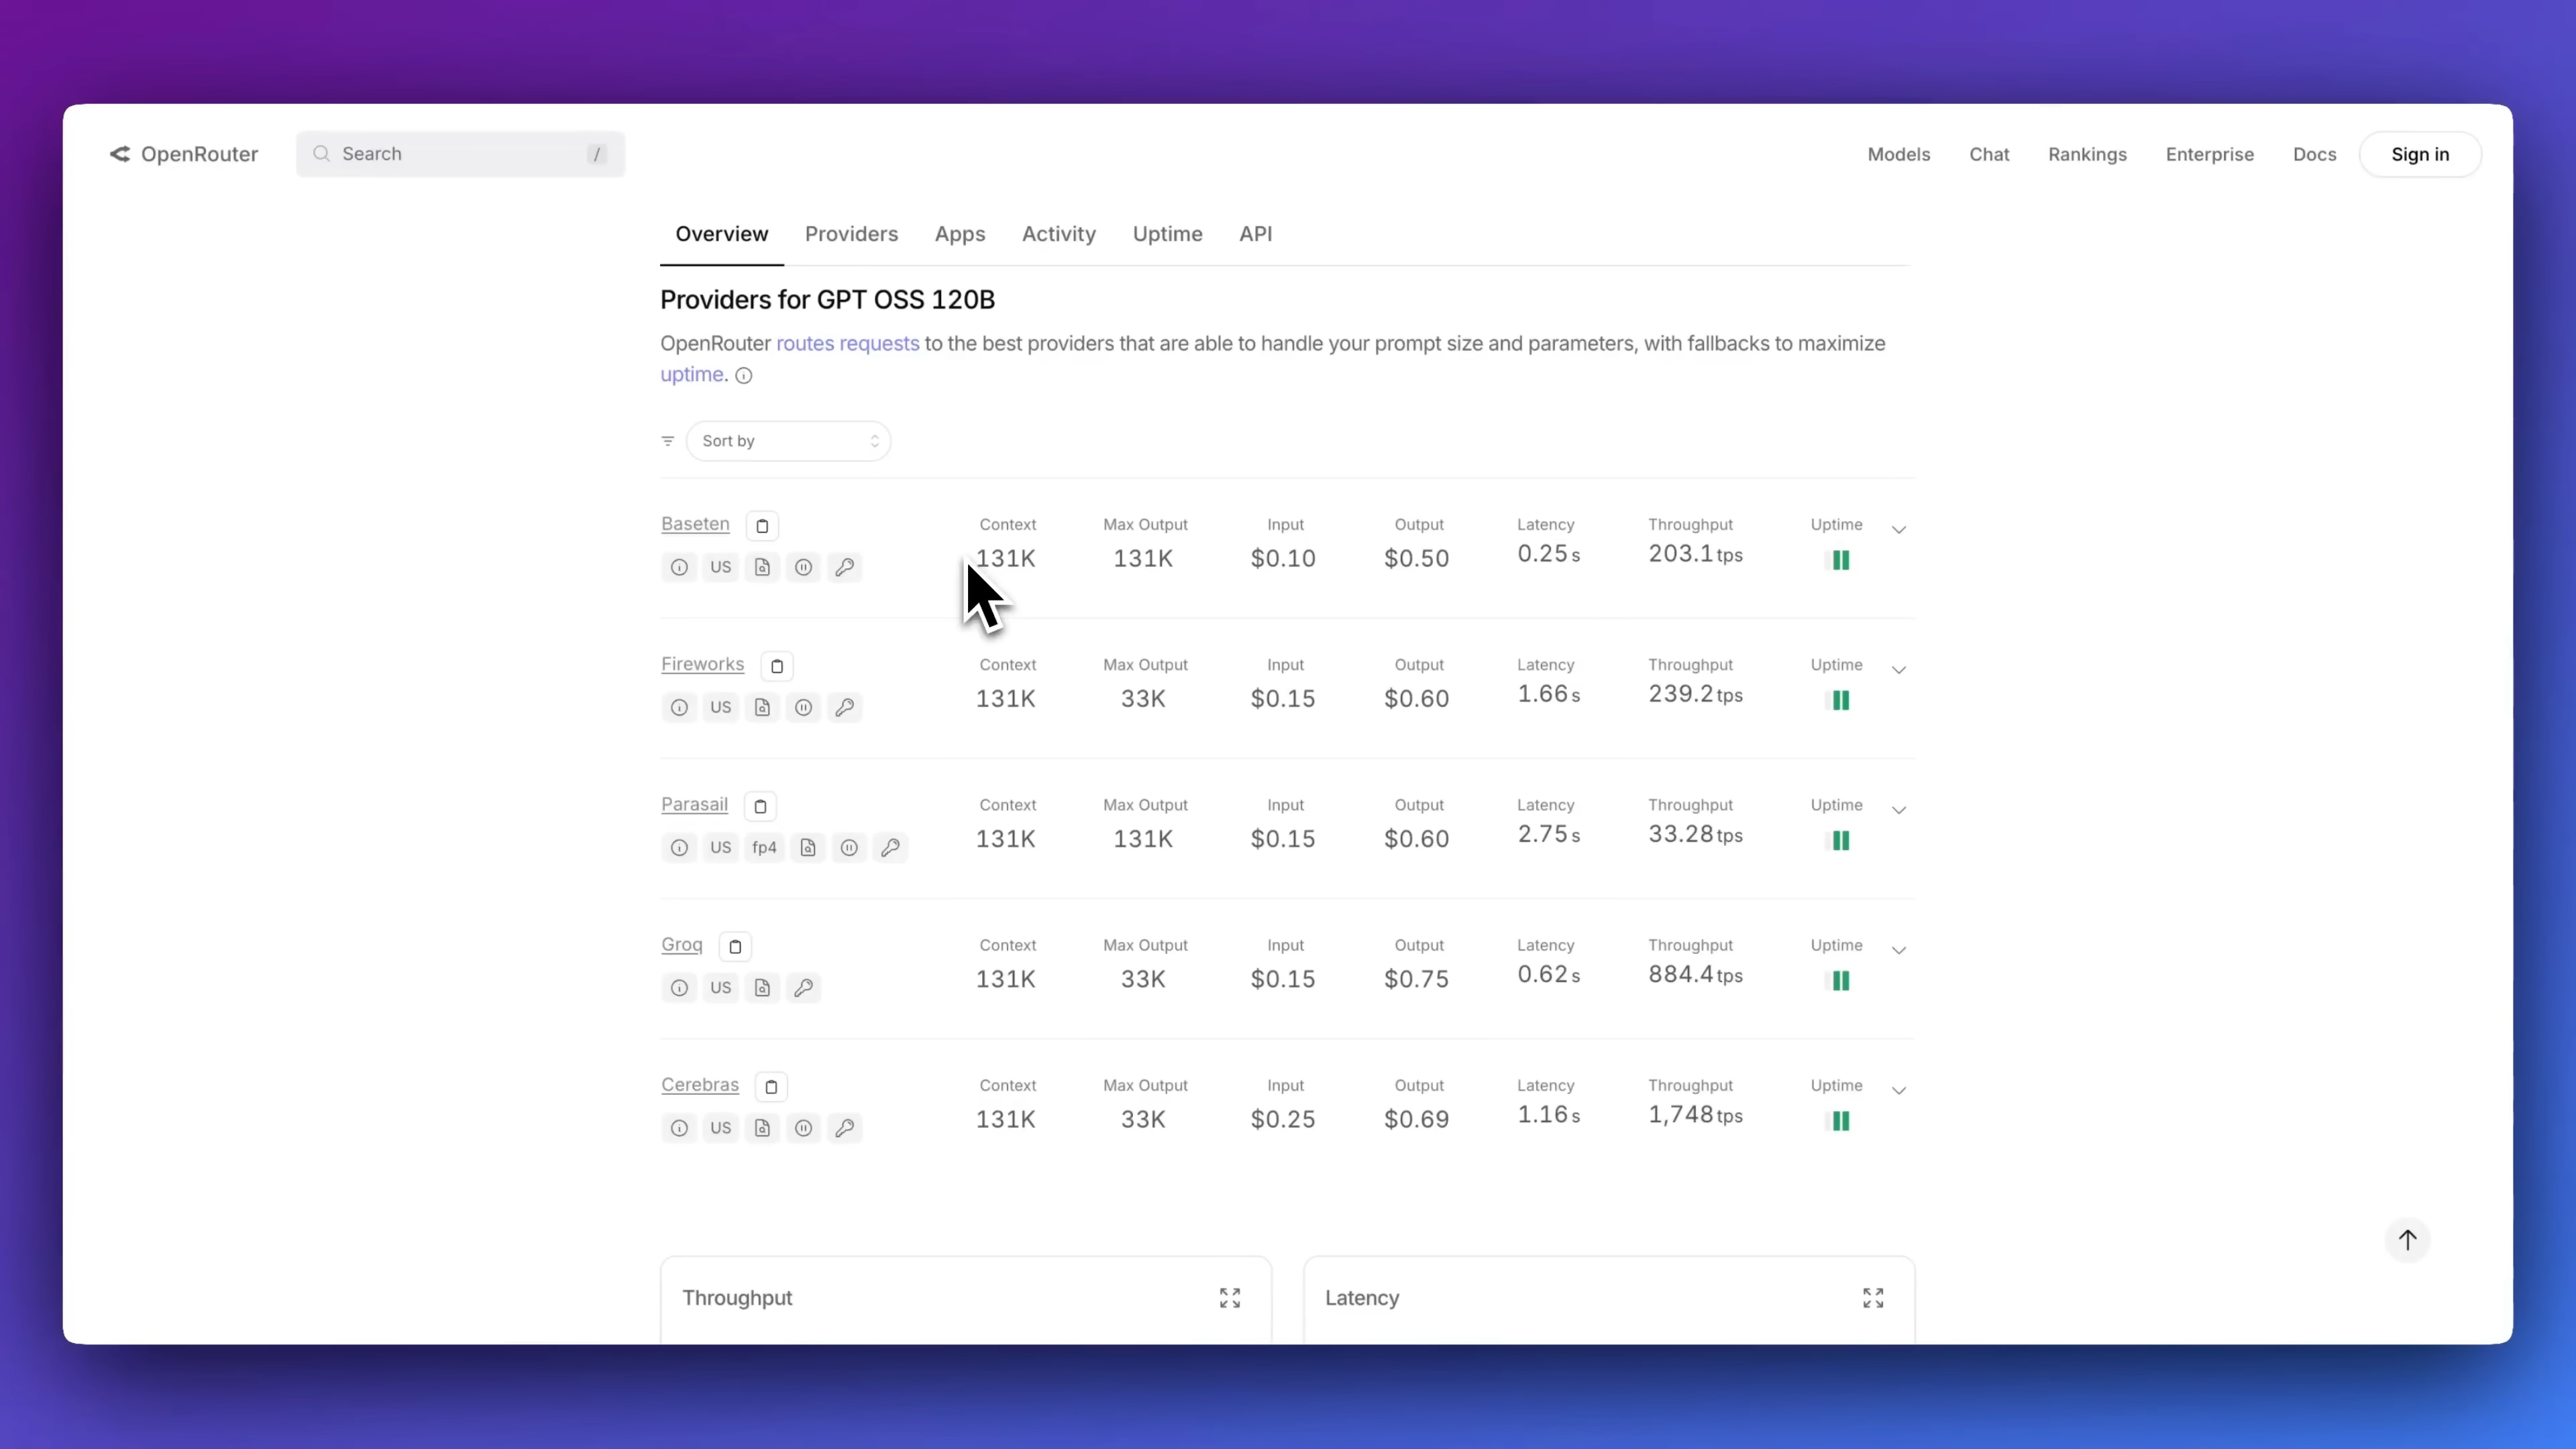 OpenRouter Search / Models Chat Rankings Enterprise Docs Sign in
Overview Providers Apps Activity Uptime API
Providers for GPT OSS 120B
OpenRouter routes requests to the best providers that are able to handle your prompt size and parameters, with fallbacks to maximize
uptime.
Sort by
Baseten Context Max Output Input Output Latency Throughput Uptime
131K 131K $0.10 $0.50 0.25 s 203.1 tps
US
Fireworks Context Max Output Input Output Latency Throughput Uptime
131K 33K $0.15 $0.60 1.66 s 239.2 tps
US
Parasail Context Max Output Input Output Latency Throughput Uptime
131K 131K $0.15 $0.60 2.75 s 33.28 tps
US fp4
Groq Context Max Output Input Output Latency Throughput Uptime
131K 33K $0.15 $0.75 0.62 s 884.4 tps
US
Cerebras Context Max Output Input Output Latency Throughput Uptime
131K 33K $0.25 $0.69 1.16 s 1,748 tps
US
Throughput Latency